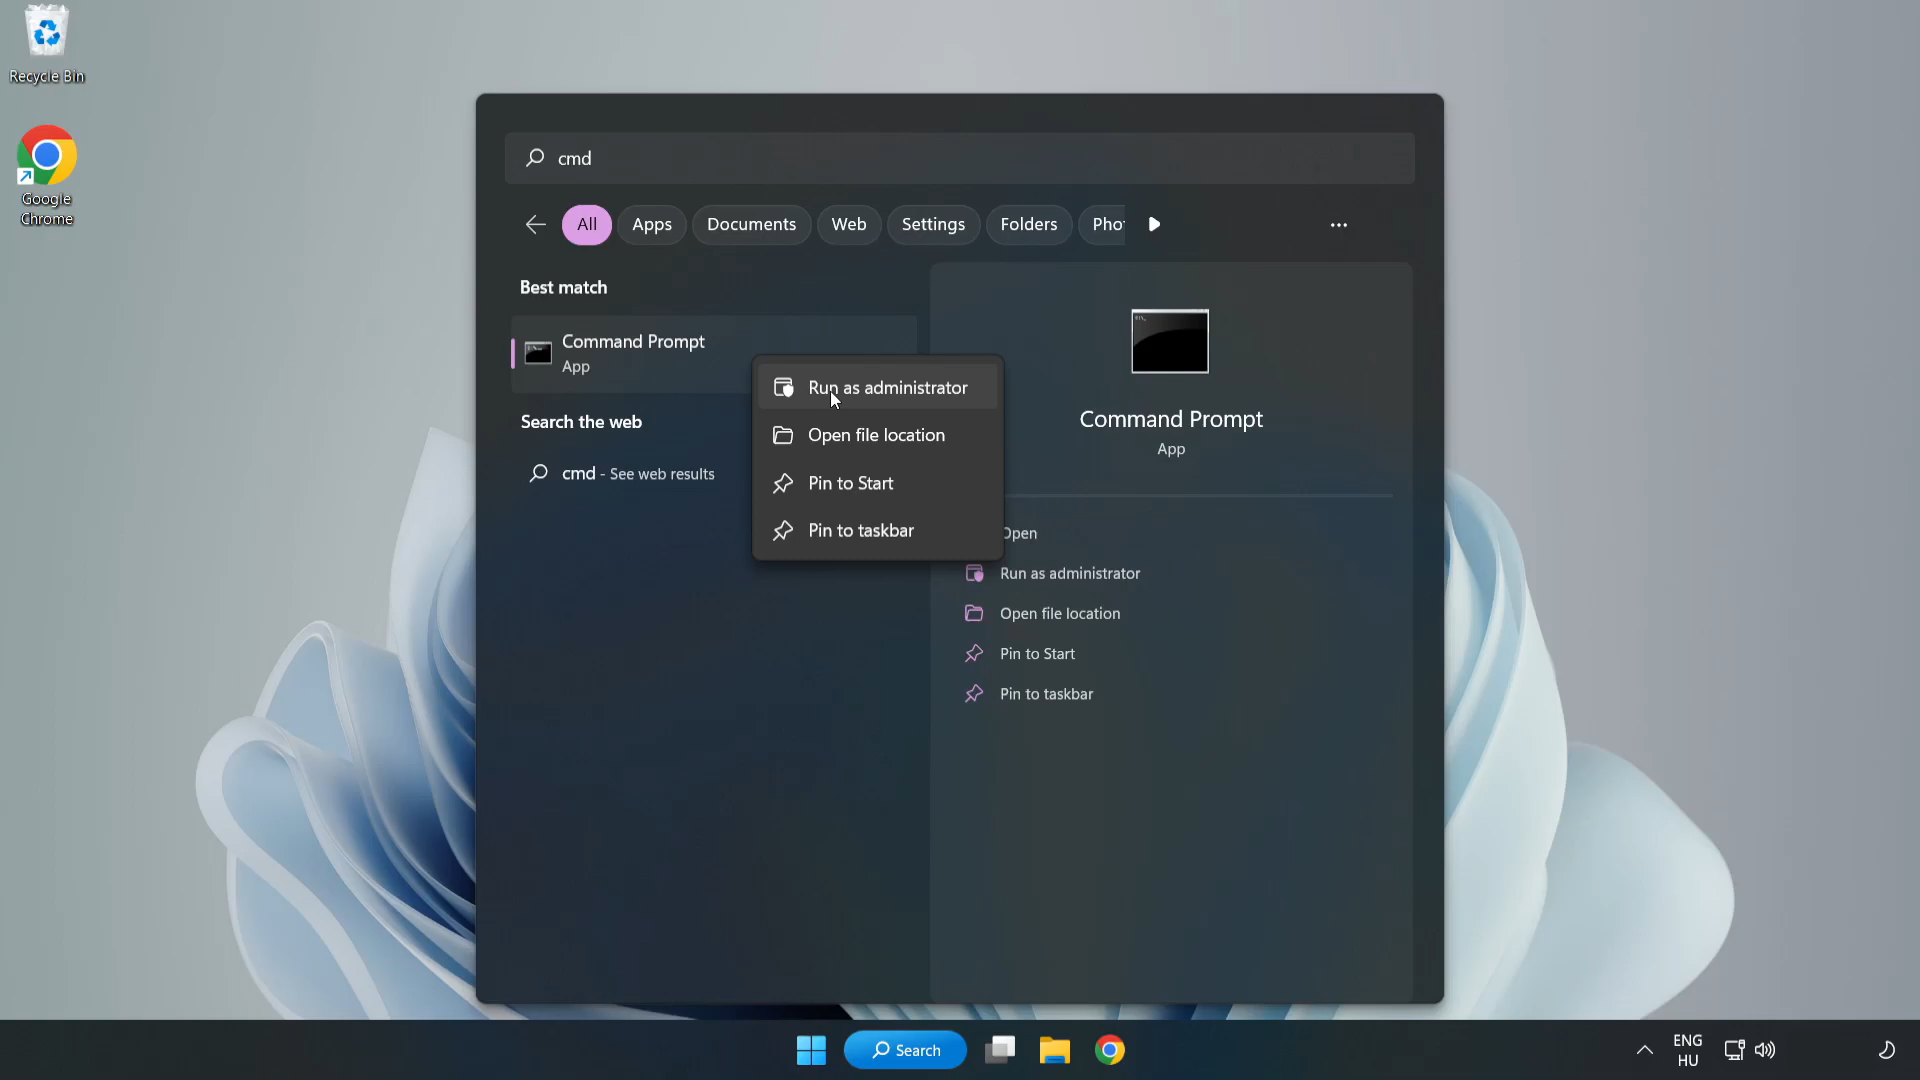 Recycle Bin
Google
Chrome
cmd
All
Apps
Documents
Web
Settings
Folders
Pho
Best match
Command Prompt
App
Search the web
cmd - See web results
Run as administrator
Open file location
Pin to Start
Pin to taskbar
Command Prompt
App
Open
Run as administrator
Open file location
Pin to Start
Pin to taskbar
Search
ENG
HU